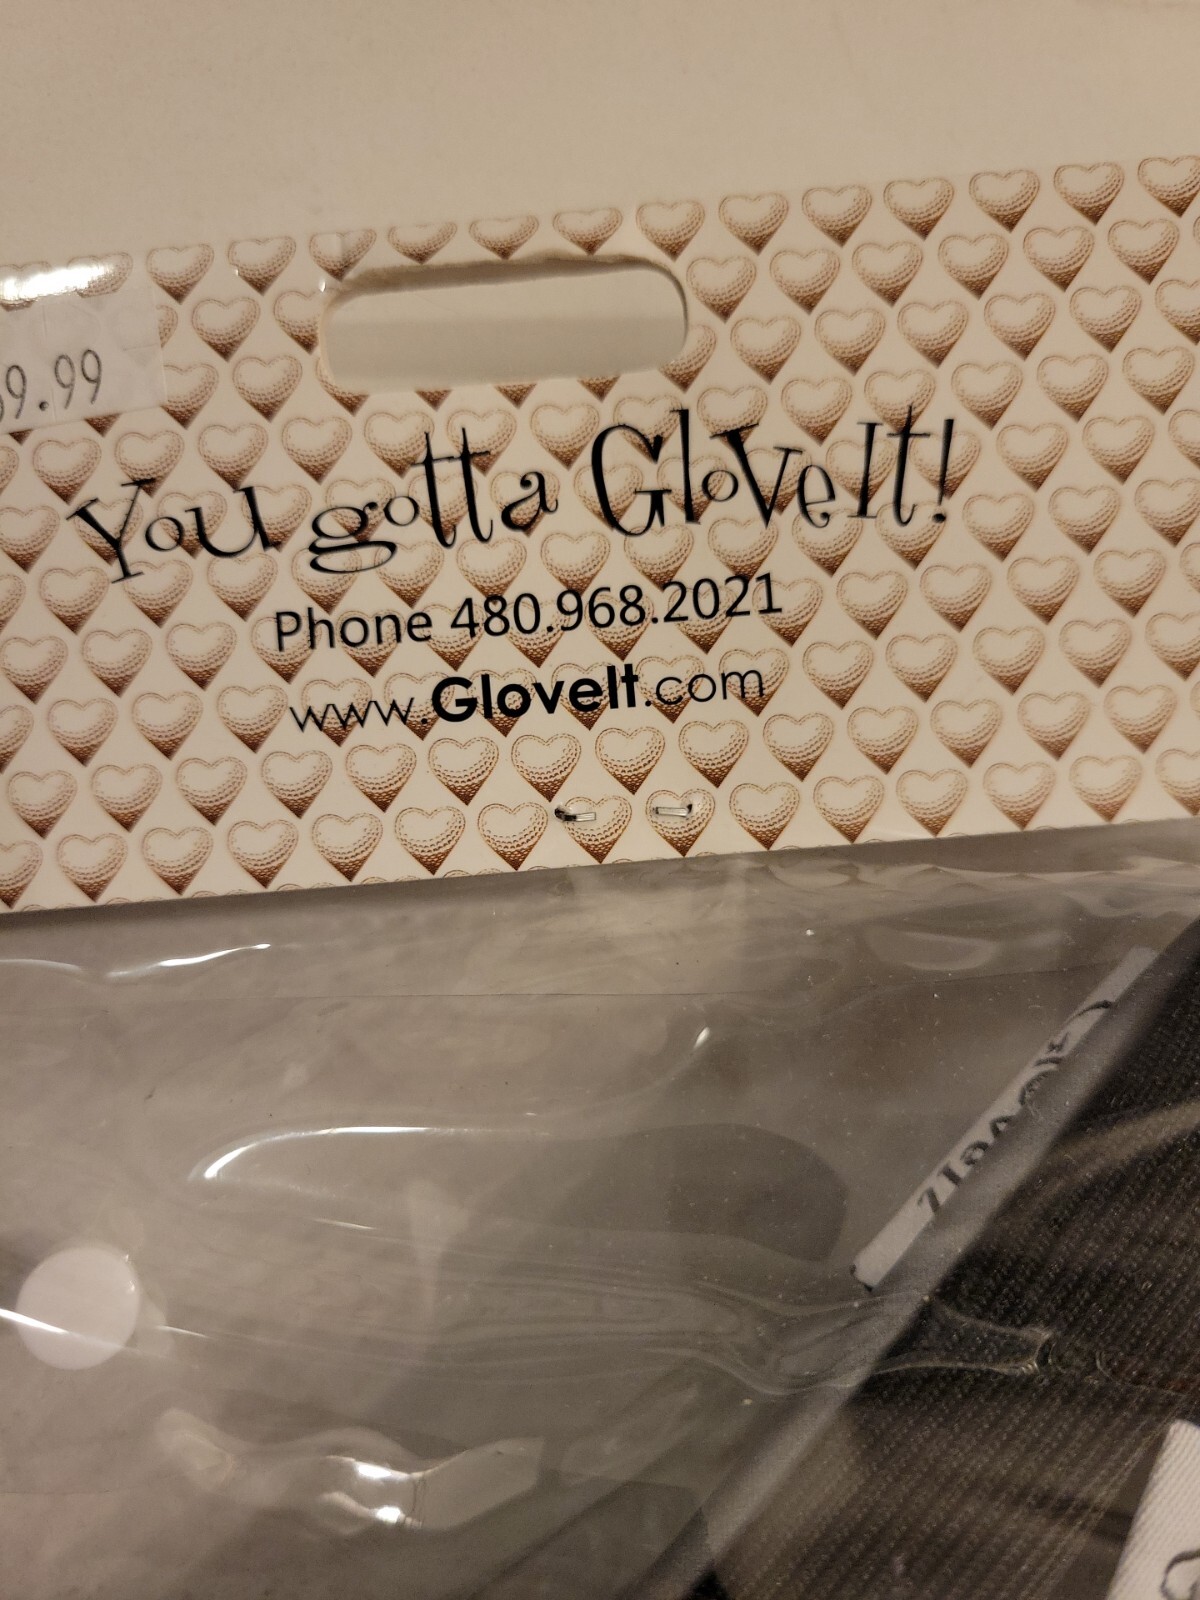 9.99
You gotta GloveIt!
Phone 480.968.2021
www.GloveIt.com